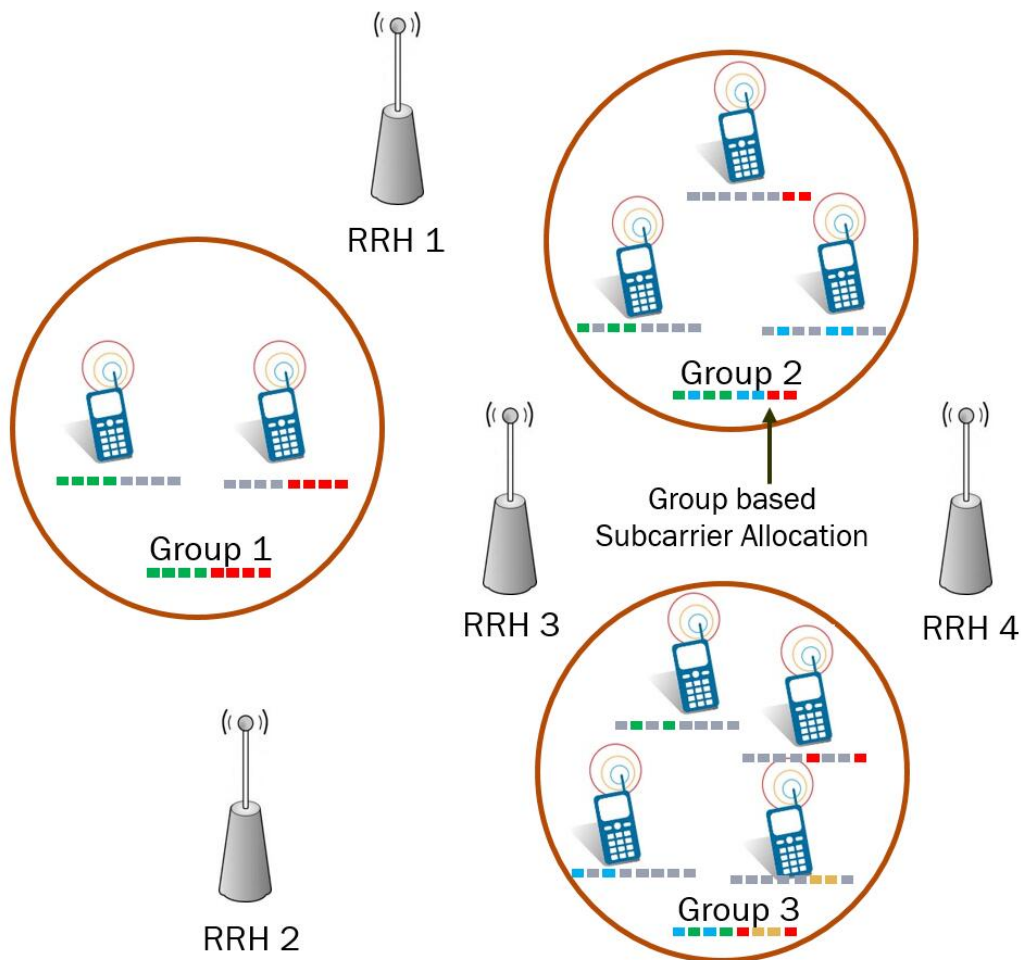 RRH 1
Group 2
Group 1
Group based
Subcarrier Allocation
RRH 3
RRH 4
RRH 2
Group 3